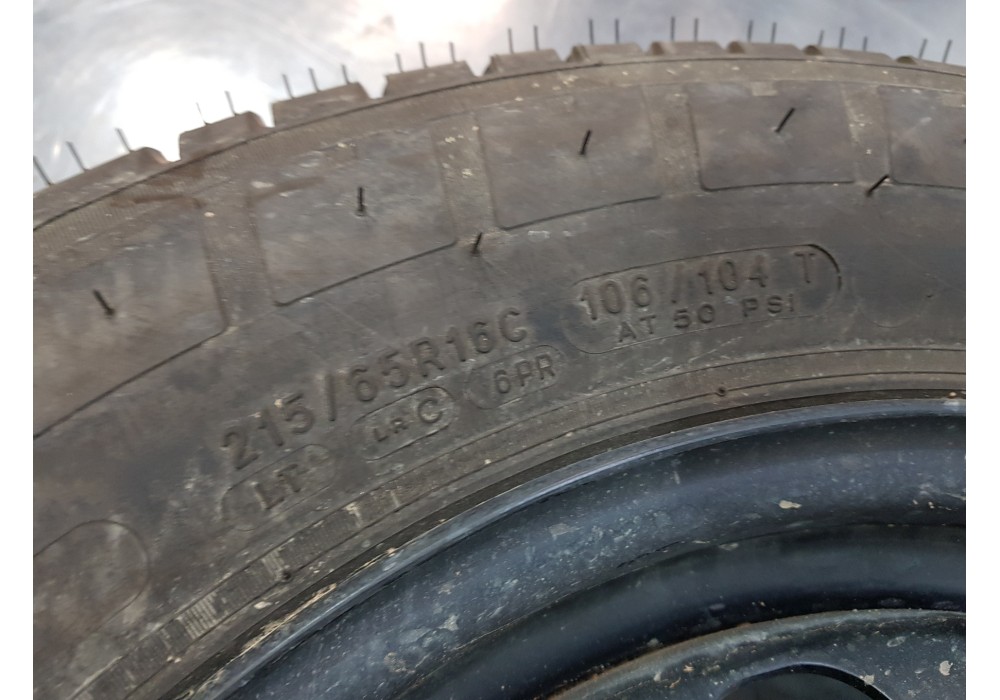 215/65R16C
106/104 T
AT 50 PSI
LT
LR C
6PR